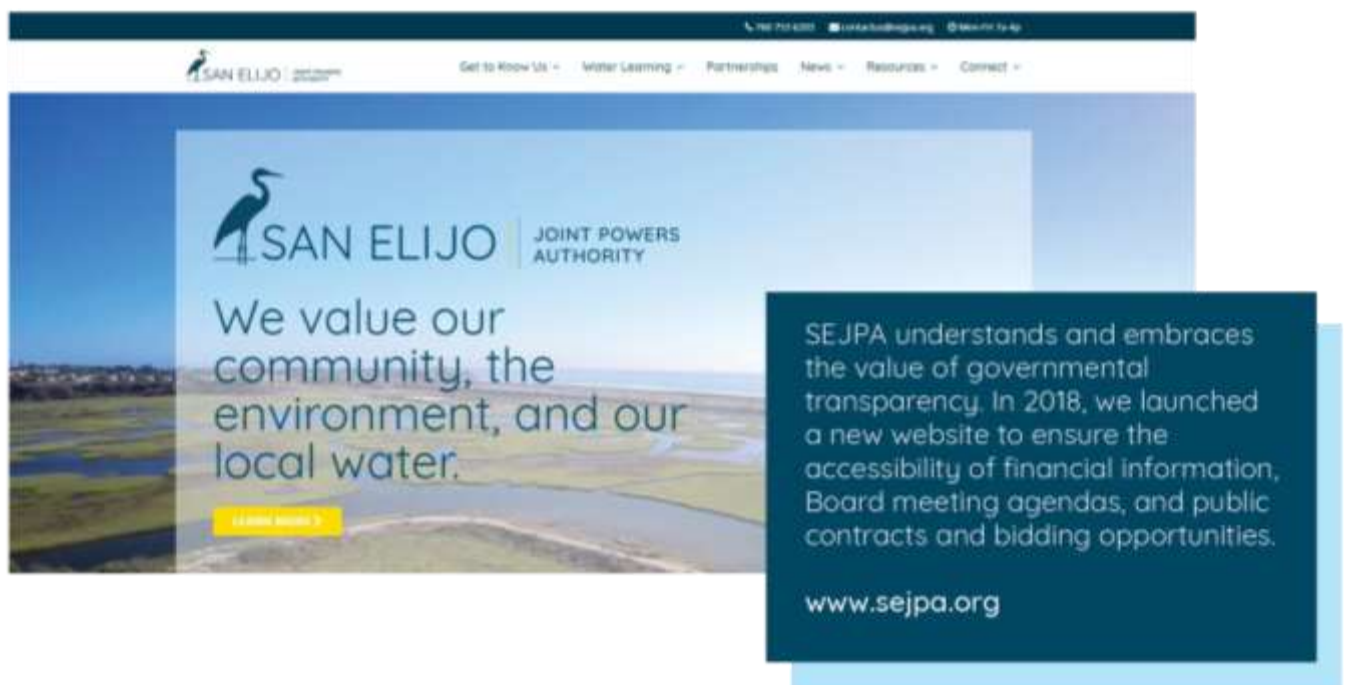 SAN ELIJO
Get to Know Us Water Learning Partnerships News Resources Connect
SAN ELIJO JOINT POWERS
AUTHORITY
We value our
community, the
environment, and our
local water.
LEARN MORE
SEJPA understands and embraces
the value of governmental
transparency. In 2018, we launched
a new website to ensure the
accessibility of financial information,
Board meeting agendas, and public
contracts and bidding opportunities.
www.sejpa.org